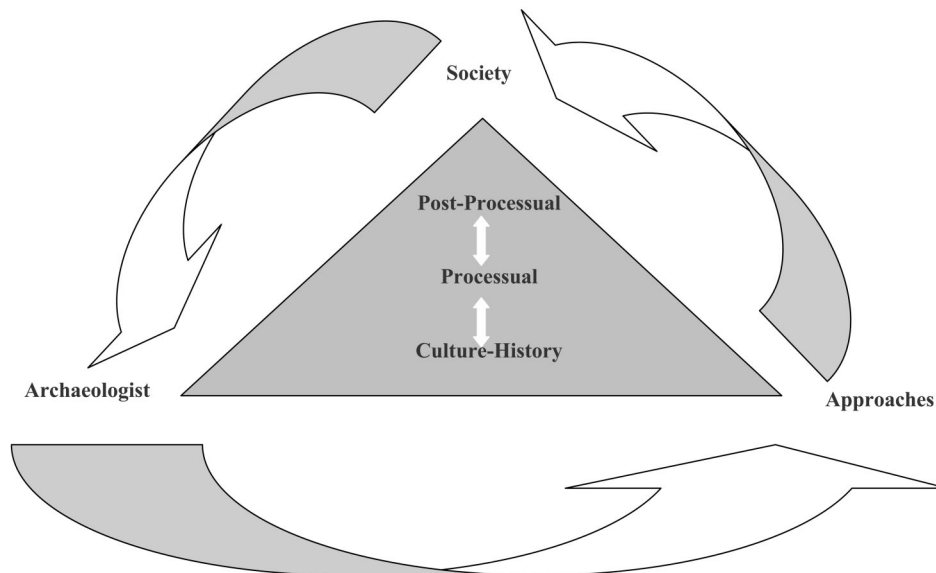 Society
Post-Processual
Processual
Culture-History
Archaeologist
Approaches